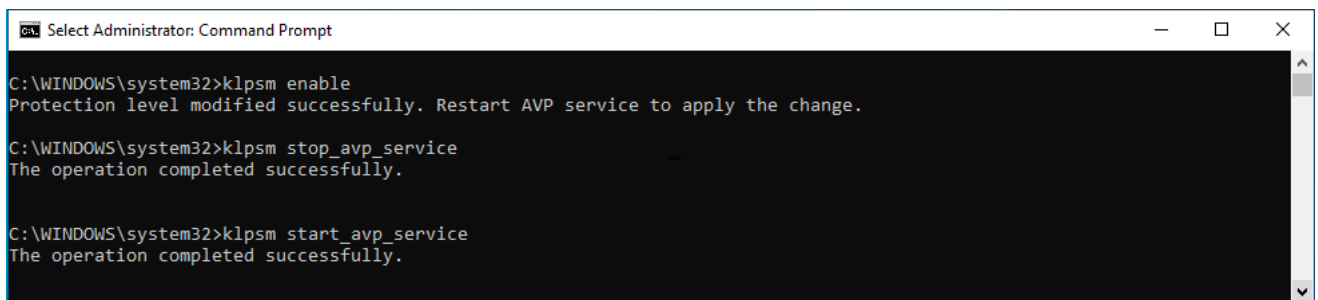 Select Administrator: Command Prompt
C:\WINDOWS\system32>klpsm enable
Protection level modified successfully. Restart AVP service to apply the change.
C:\WINDOWS\system32>klpsm stop_avp_service
The operation completed successfully.
C:\WINDOWS\system32>klpsm start_avp_service
The operation completed successfully.